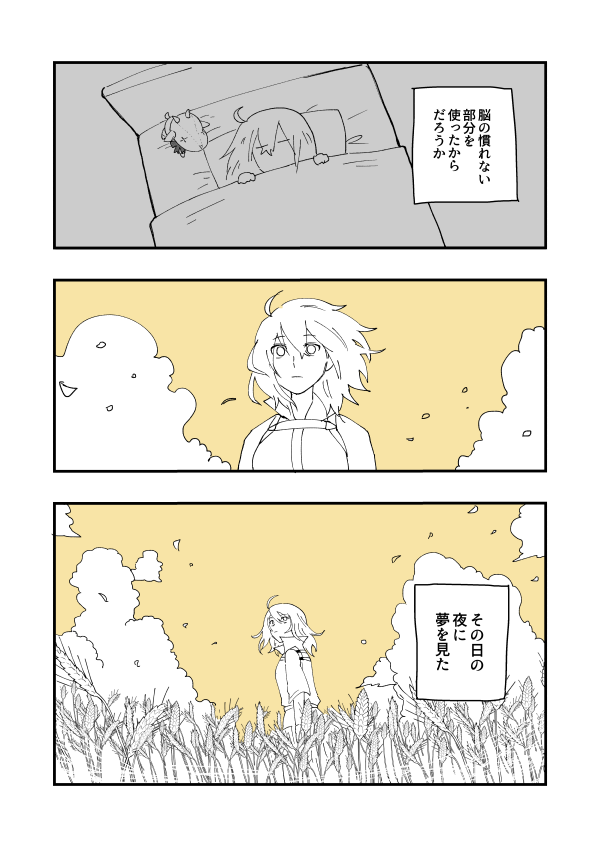 脳の慣れない
部分を
使ったから
だろうか
その日の
夜に
夢を見た